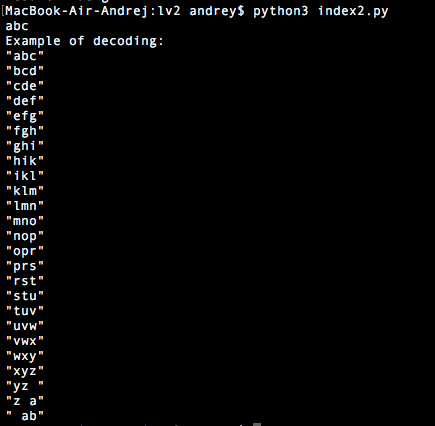 [MacBook-Air-Andrej:lv2 andrey$ python3 index2.py
abc
Example of decoding:
"abc"
"bcd"
"cde"
"def"
"efg"
"fgh"
"ghi"
"hik"
"ikl"
"klm"
"lmn"
"mno"
"nop"
"opr"
"prs"
"rst"
"stu"
"tuv"
"uvw"
"vwx"
"wxy"
"xyz"
"yz "
"z a"
" ab"